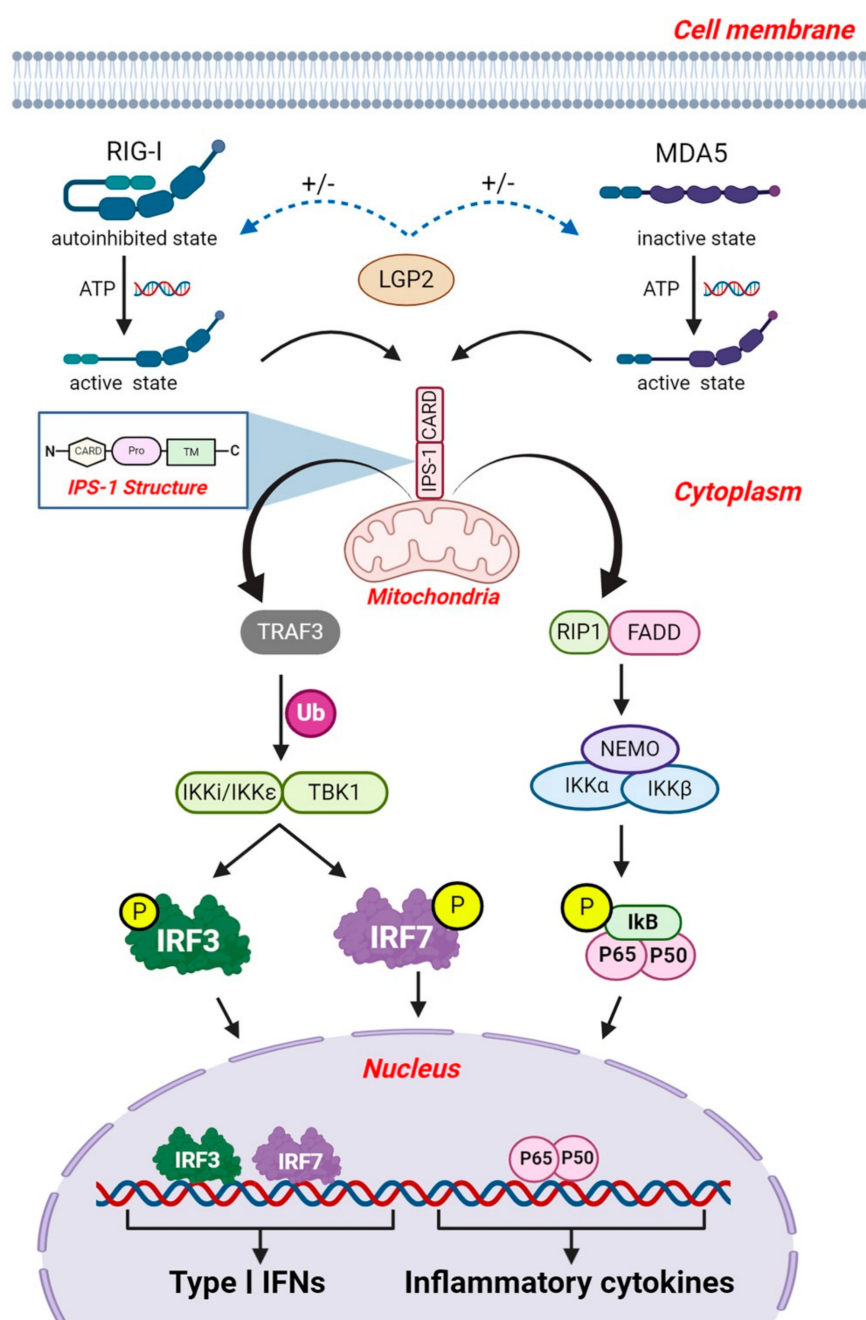 Cell membrane
RIG-I
MDA5
+/-
+/-
autoinhibited state
inactive state
LGP2
ATP
ATP
active state
active state
CARD
IPS-1
N
CARD
Pro
TM
C
IPS-1 Structure
Cytoplasm
Mitochondria
TRAF3
RIP1
FADD
Ub
NEMO
IKKα
IKKβ
IKKi/IKKε
TBK1
P
IRF3
P
IRF7
P
IkB
P65
P50
Nucleus
IRF3
IRF7
P65
P50
Type I IFNs
Inflammatory cytokines